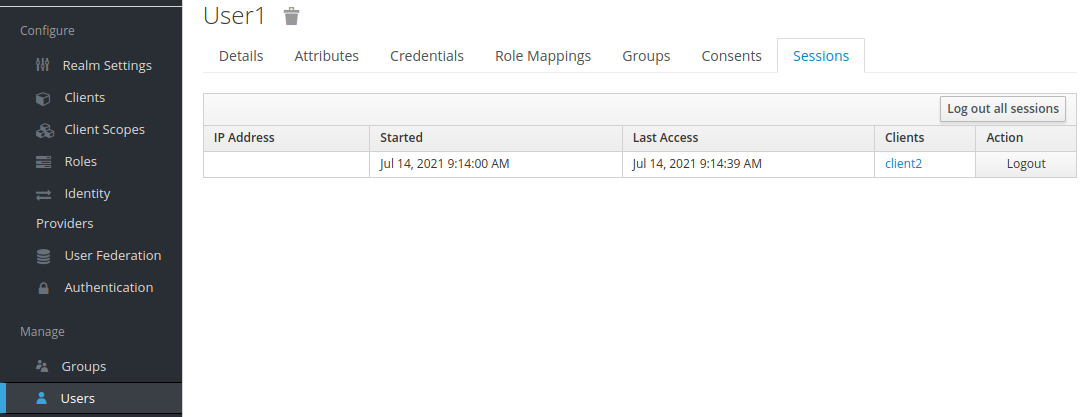 Configure
Realm Settings
Clients
Client Scopes
Roles
Identity
Providers
User Federation
Authentication
Manage
Groups
Users
User1
Details Attributes Credentials Role Mappings Groups Consents Sessions
Log out all sessions
IP Address Started Last Access Clients Action
Jul 14, 2021 9:14:00 AM Jul 14, 2021 9:14:39 AM client2 Logout